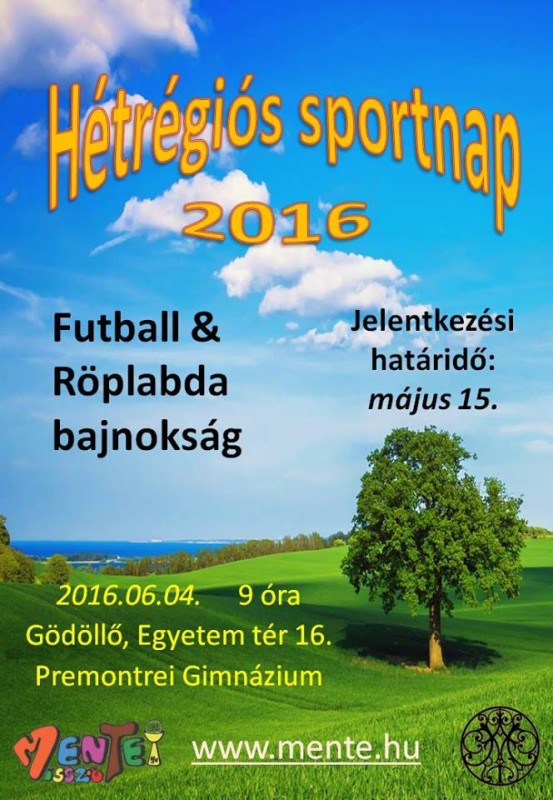 Hétrégiós sportnap
2016
Futball &
Röplabda
bajnokság
Jelentkezési
határidő:
május 15.
2016.06.04. 9 óra
Gödöllő, Egyetem tér 16.
Premontrei Gimnázium
MENTE
MISSZIÓ
www.mente.hu